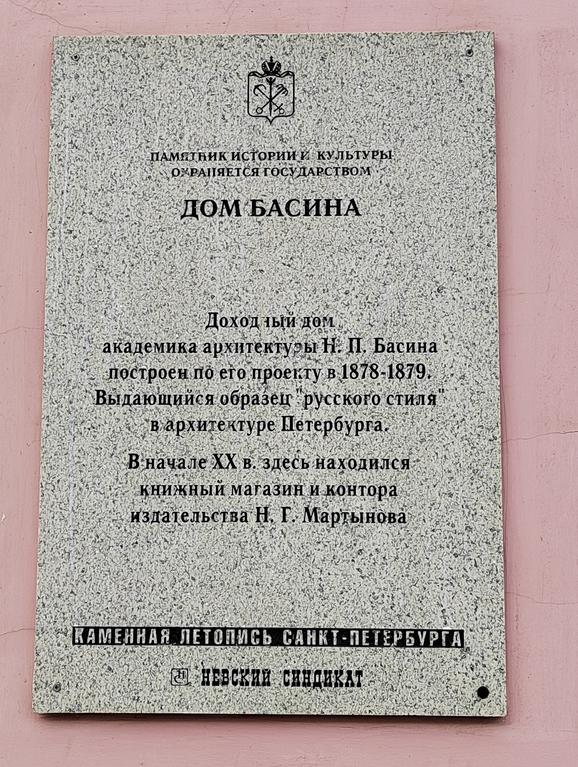 ПАМЯТНИК ИСТОРИИ И КУЛЬТУРЫ
ОХРАНЯЕТСЯ ГОСУДАРСТВОМ
ДОМ БАСИНА
Доходный дом
академика архитектуры Н. П. Басина
построен по его проекту в 1878-1879.
Выдающийся образец "русского стиля"
в архитектуре Петербурга.
В начале XX в. здесь находился
книжный магазин и контора
издательства Н. Г. Мартынова
КАМЕННАЯ ЛЕТОПИСЬ САНКТ-ПЕТЕРБУРГА
НЕВСКИЙ СИНДИКАТ